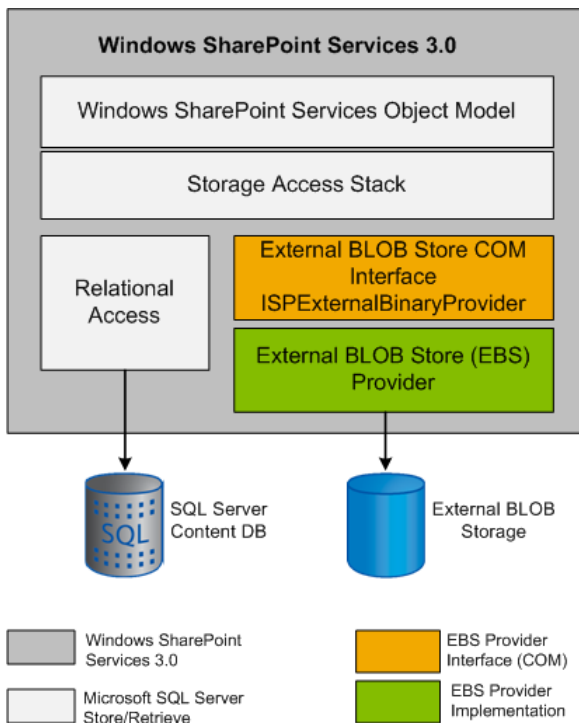 Windows SharePoint Services 3.0
Windows SharePoint Services Object Model
Storage Access Stack
Relational
Access
External BLOB Store COM
Interface
ISPExternalBinaryProvider
External BLOB Store (EBS)
Provider
SQL
SQL Server
Content DB
External BLOB
Storage
Windows SharePoint
Services 3.0
EBS Provider
Interface (COM)
Microsoft SQL Server
Store/Retrieve
EBS Provider
Implementation